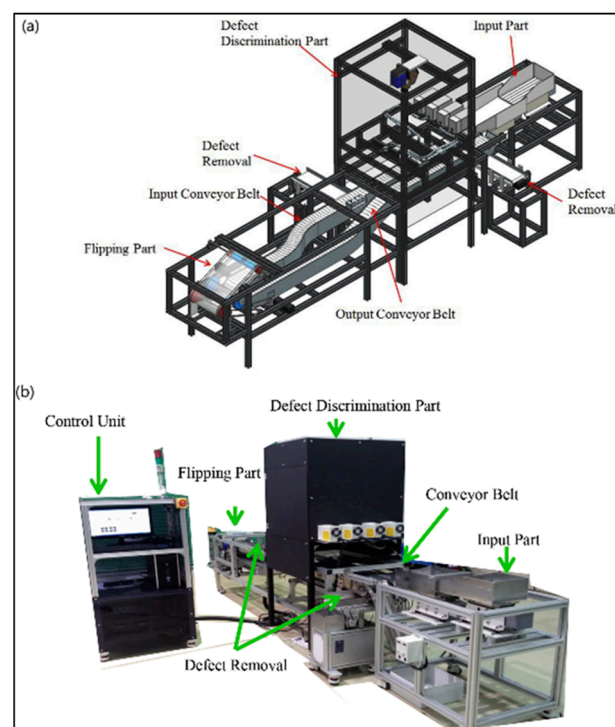 (a)
Defect
Discrimination Part
Input Part
Defect
Removal
Input Conveyor Belt
Flipping Part
Defect
Removal
Output Conveyor Belt
(b)
Defect Discrimination Part
Control Unit
Flipping Part
Conveyor Belt
Input Part
Defect Removal